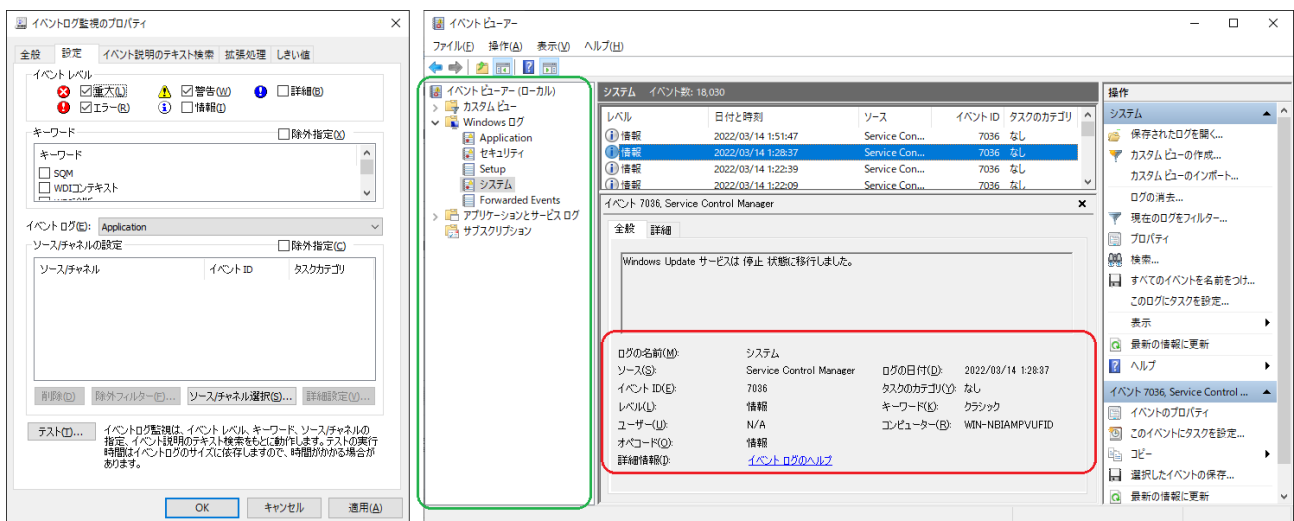 イベントログ監視のプロパティ
全般 設定 イベント説明のテキスト検索 拡張処理 しきい値
イベント レベル
重大(L) 警告(W) 詳細(B)
エラー(R) 情報(I)
キーワード 除外指定(X)
キーワード
SQM
WDIコンテキスト
イベントログ(E): Application
ソース/チャネルの設定 除外指定(C)
ソース/チャネル イベント ID タスクカテゴリ
削除(D) 除外フィルター(F)... ソース/チャネル選択(S)... 詳細設定(V)...
テスト(T)... イベントログ監視は、イベント レベル、キーワード、ソース/チャネルの
指定、イベント説明のテキスト検索をもとに動作します。テストの実行
時間はイベントログのサイズに依存しますので、時間がかかる場合が
あります。
OK キャンセル 適用(A)
イベント ビューアー
ファイル(F) 操作(A) 表示(V) ヘルプ(H)
イベント ビューアー (ローカル)
カスタム ビュー
Windows ログ
Application
セキュリティ
Setup
システム
Forwarded Events
アプリケーションとサービス ログ
サブスクリプション
システム イベント数: 18,030
レベル 日付と時刻 ソース イベント ID タスクのカテゴリ
情報 2022/03/14 1:51:47 Service Con... 7036 なし
情報 2022/03/14 1:28:37 Service Con... 7036 なし
情報 2022/03/14 1:22:39 Service Con... 7036 なし
情報 2022/03/14 1:22:09 Service Con... 7036 なし
イベント 7036, Service Control Manager
全般 詳細
Windows Update サービスは 停止 状態に移行しました。
ログの名前(M): システム
ソース(S): Service Control Manager ログの日付(D): 2022/03/14 1:28:37
イベント ID(E): 7036 タスクのカテゴリ(Y): なし
レベル(L): 情報 キーワード(K): クラシック
ユーザー(U): N/A コンピューター(R): WIN-NBIAMPVUFID
オペコード(O): 情報
詳細情報(I): イベント ログのヘルプ
操作
システム
保存されたログを開く...
カスタム ビューの作成...
カスタム ビューのインポート...
ログの消去...
現在のログをフィルター...
プロパティ
検索...
すべてのイベントを名前をつけ...
このログにタスクを設定...
表示
最新の情報に更新
ヘルプ
イベント 7036, Service Control ...
イベントのプロパティ
このイベントにタスクを設定...
コピー
選択したイベントの保存...
最新の情報に更新